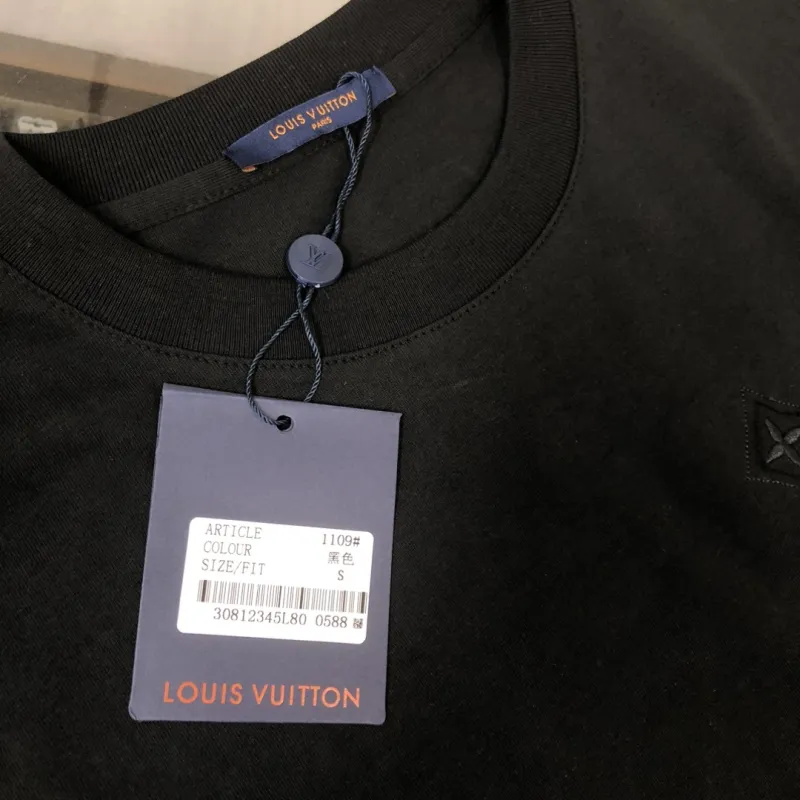 LOUIS VUITTON
PARIS
ARTICLE 1109#
COLOUR 黑色
SIZE/FIT S
30812345L80 0588
LOUIS VUITTON